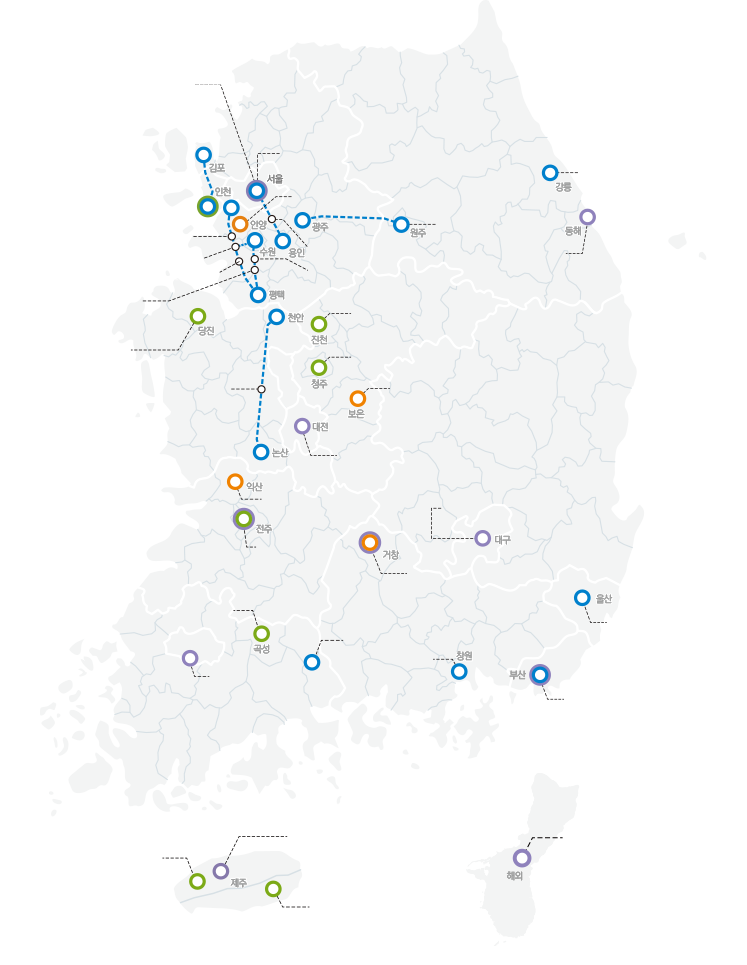 김포
서울
강릉
인천
동해
안양
광주
원주
수원
용인
평택
천안
당진
진천
청주
보은
대전
논산
익산
전주
거창
대구
울산
곡성
창원
부산
제주
해외